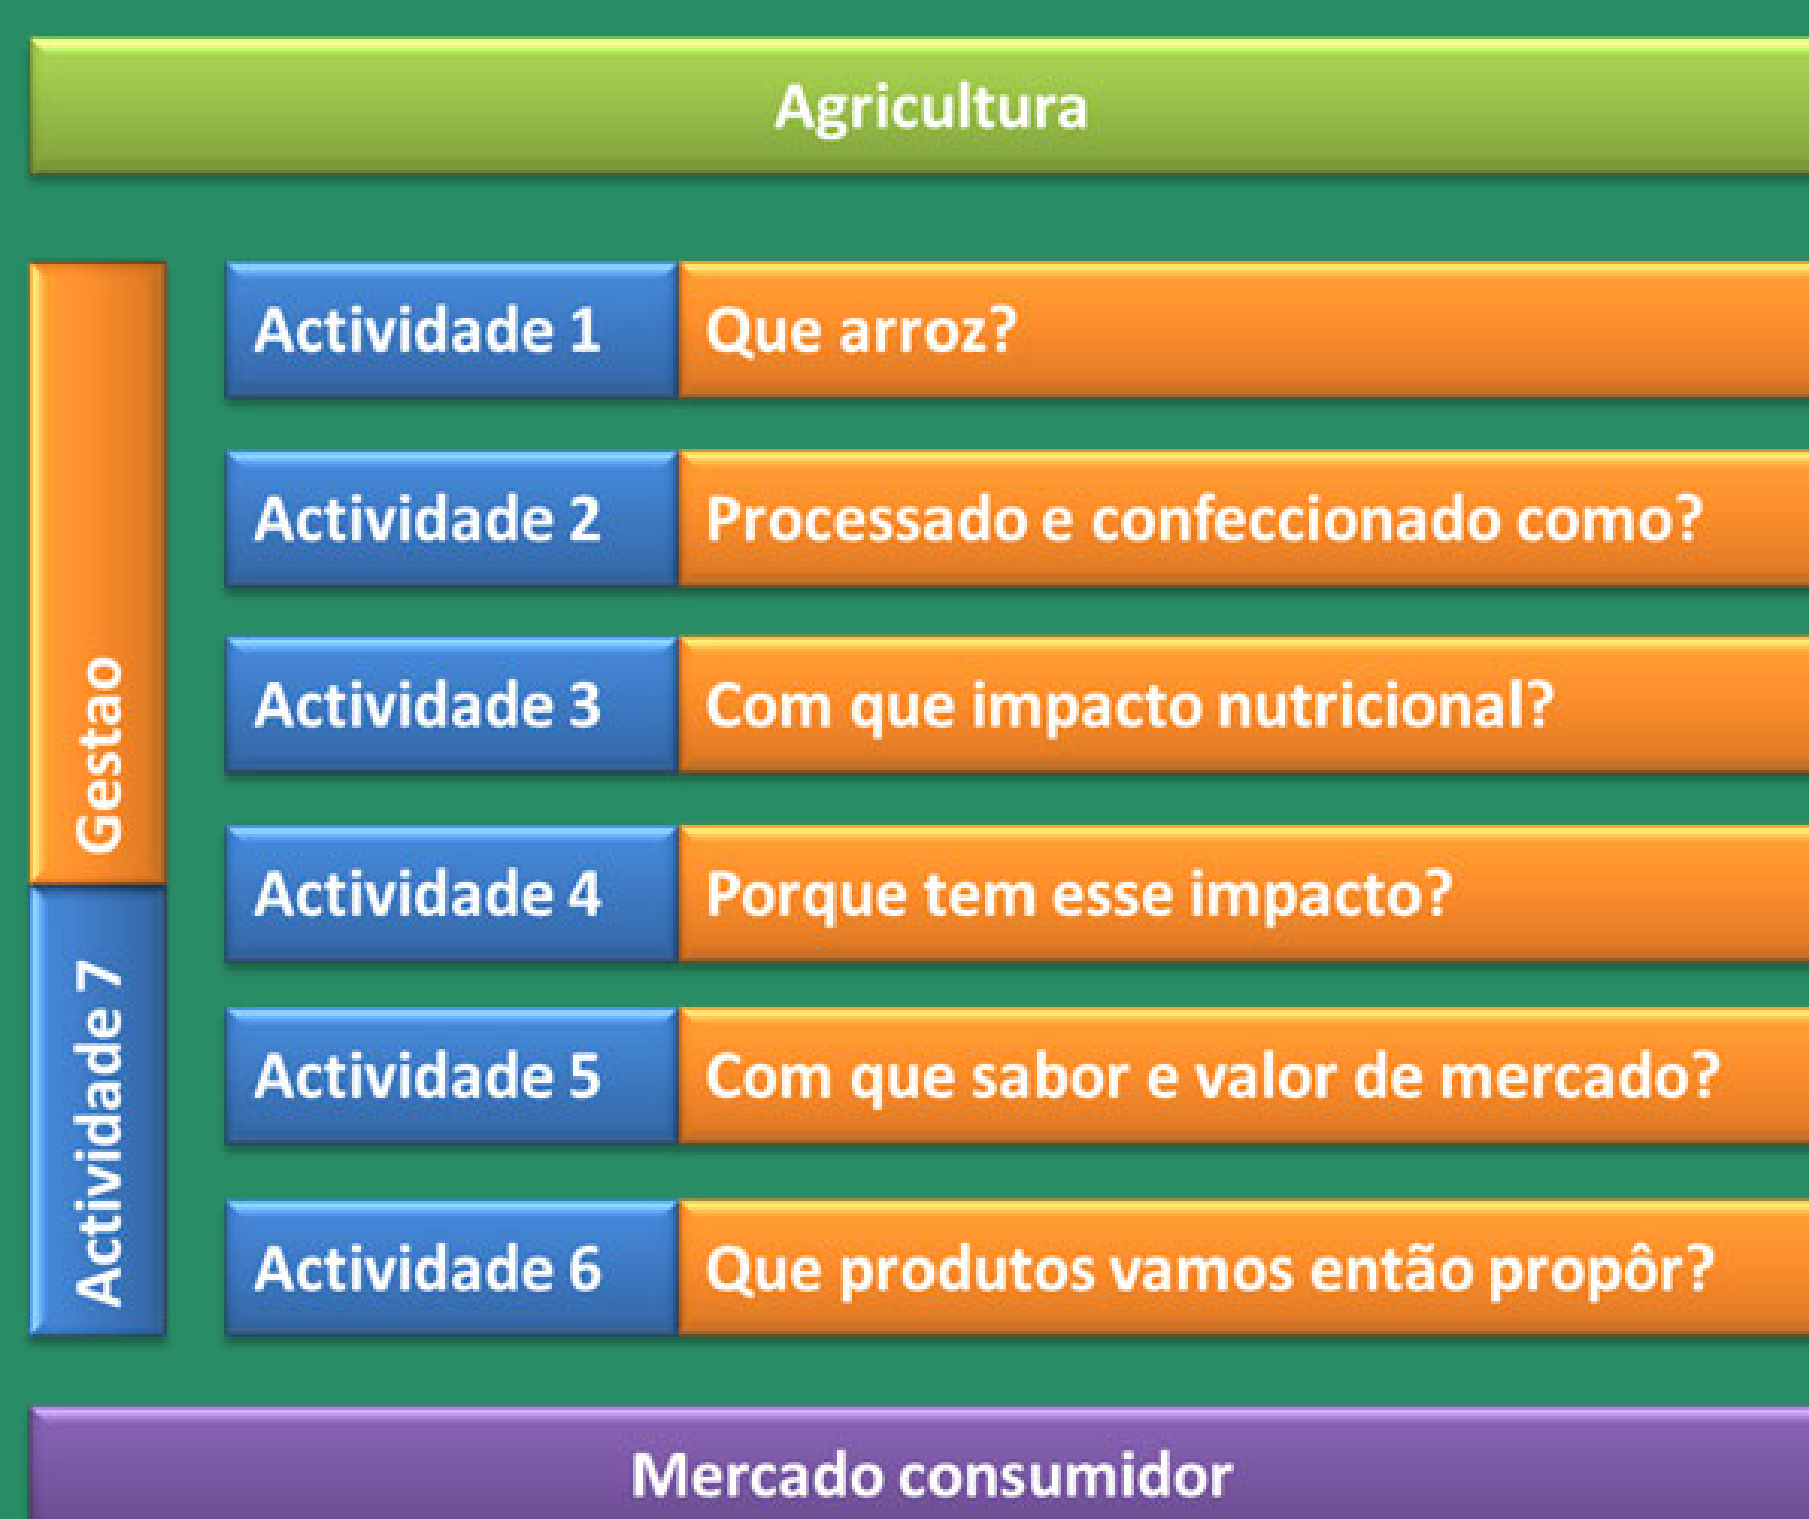 Agricultura
Gestao
Actividade 7
Actividade 1 Que arroz?
Actividade 2 Processado e confeccionado como?
Actividade 3 Com que impacto nutricional?
Actividade 4 Porque tem esse impacto?
Actividade 5 Com que sabor e valor de mercado?
Actividade 6 Que produtos vamos então propôr?
Mercado consumidor